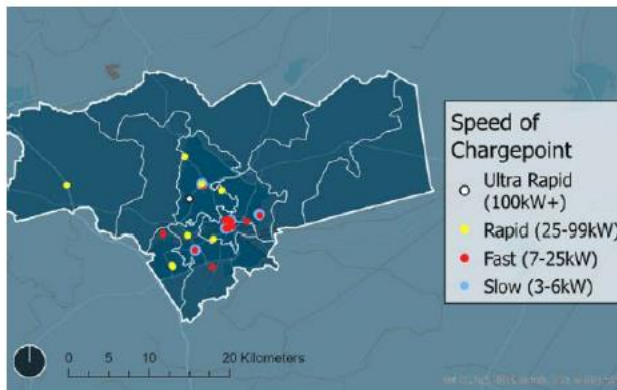 Speed of
Chargepoint
Ultra Rapid
(100kW+)
Rapid (25-99kW)
Fast (7-25kW)
Slow (3-6kW)
0 5 10 20 Kilometers